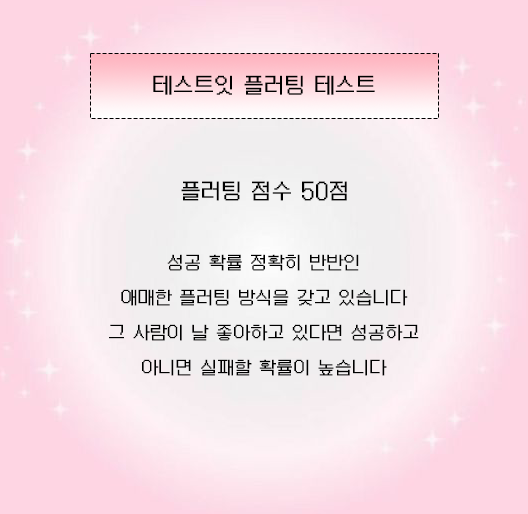 테스트잇 플러팅 테스트
플러팅 점수 50점
성공 확률 정확히 반반인
애매한 플러팅 방식을 갖고 있습니다
그 사람이 날 좋아하고 있다면 성공하고
아니면 실패할 확률이 높습니다